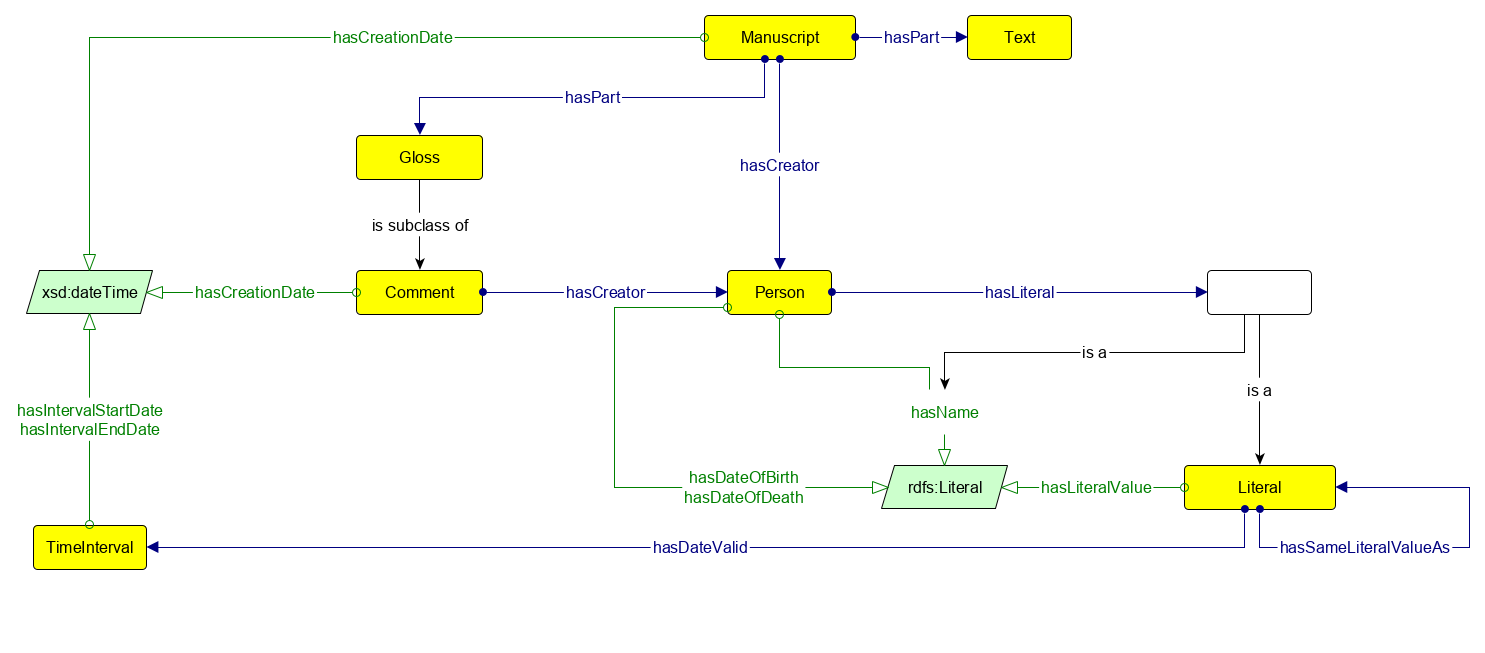 hasCreationDate
Manuscript
hasPart
Text
hasPart
Gloss
hasCreator
is subclass of
xsd:dateTime
hasCreationDate
Comment
hasCreator
Person
hasLiteral
is a
is a
hasIntervalStartDate
hasIntervalEndDate
hasName
hasDateOfBirth
hasDateOfDeath
rdfs:Literal
hasLiteralValue
Literal
TimeInterval
hasDateValid
hasSameLiteralValueAs